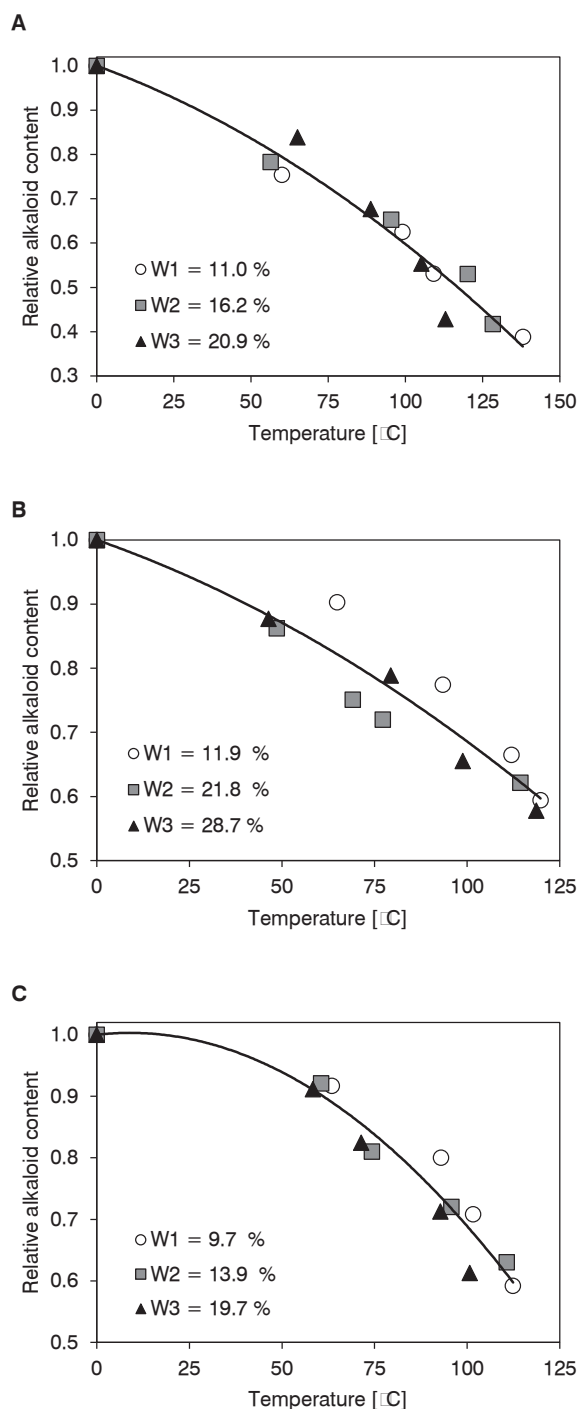 A
Relative alkaloid content
1.0
0.9
0.8
0.7
0.6
0.5
0.4
0.3
W1 = 11.0 %
W2 = 16.2 %
W3 = 20.9 %
0 25 50 75 100 125 150
Temperature [□C]
B
Relative alkaloid content
1.0
0.9
0.8
0.7
0.6
0.5
W1 = 11.9 %
W2 = 21.8 %
W3 = 28.7 %
0 50 75 100 125
Temperature [□C]
C
Relative alkaloid content
1.0
0.9
0.8
0.7
0.6
0.5
W1 = 9.7 %
W2 = 13.9 %
W3 = 19.7 %
0 50 75 100 125
Temperature [□C]